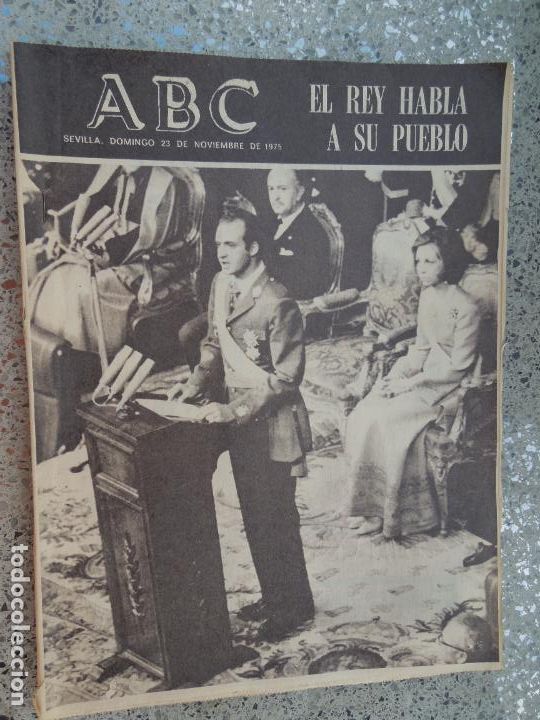 ABC
SEVILLA, DOMINGO 23 DE NOVIEMBRE DE 1975
EL REY HABLA
A SU PUEBLO
todocoleccion